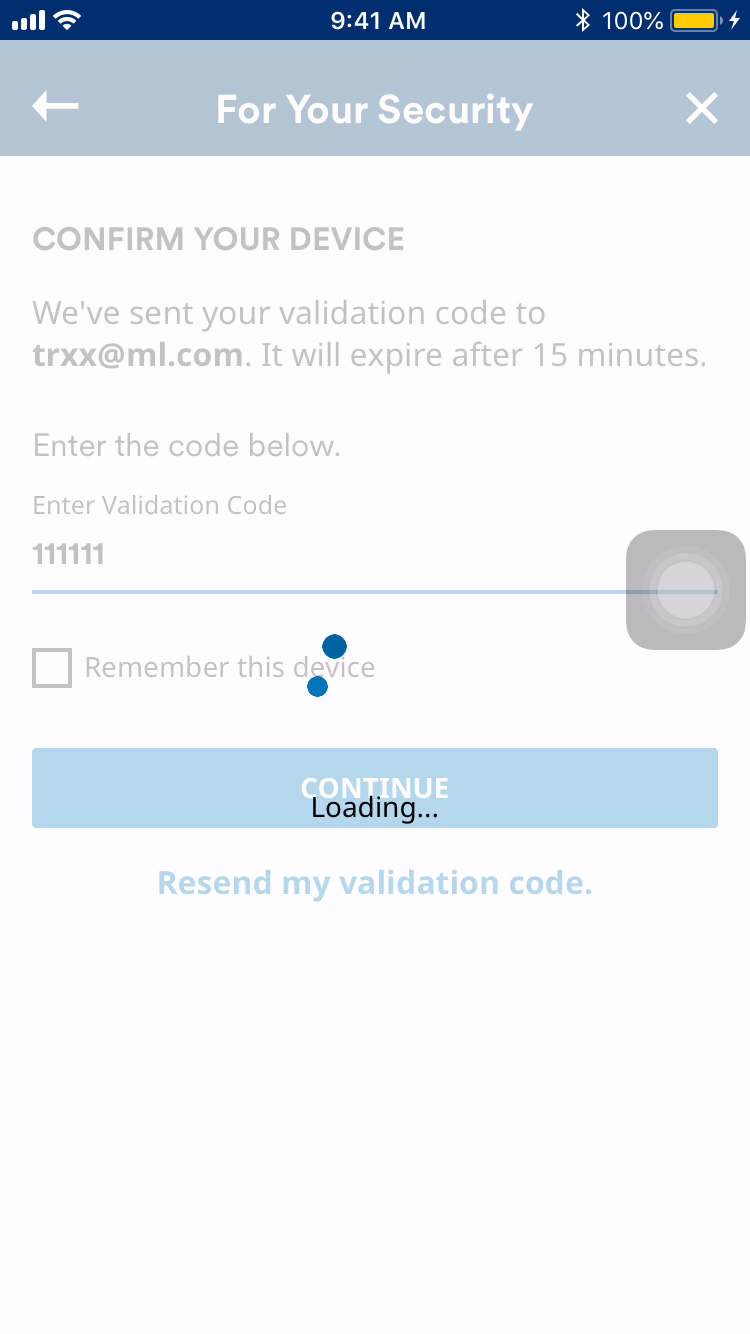 9:41 AM
100%
For Your Security
CONFIRM YOUR DEVICE
We've sent your validation code to
trxx@ml.com. It will expire after 15 minutes.
Enter the code below.
Enter Validation Code
111111
Remember this device
CONTINUE
Loading...
Resend my validation code.